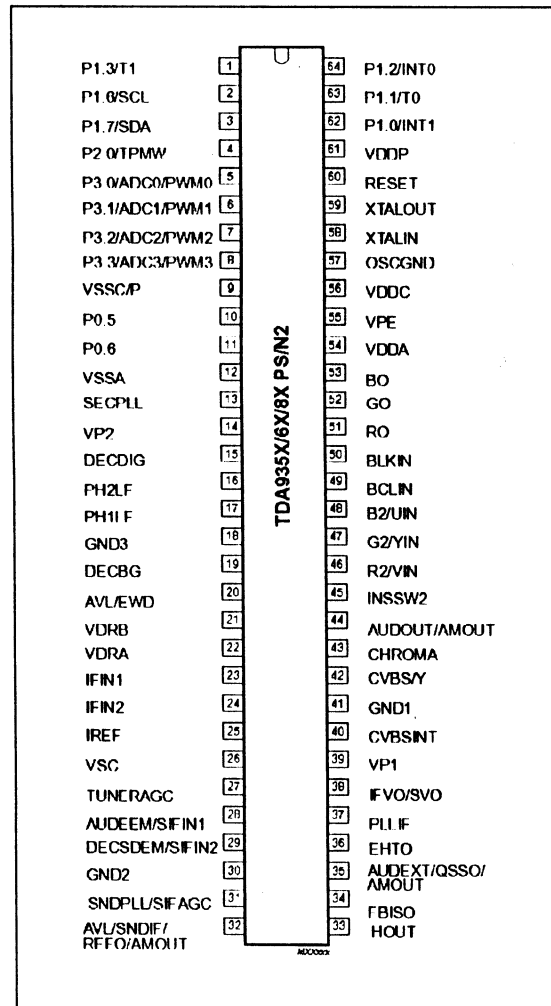 P1.3/T1 1 64 P1.2/INT0
P1.6/SCL 2 63 P1.1/T0
P1.7/SDA 3 62 P1.0/INT1
P2.0/TPMW 4 61 VDDP
P3.0/ADC0/PWM0 5 60 RESET
P3.1/ADC1/PWM1 6 59 XTALOUT
P3.2/ADC2/PWM2 7 58 XTALIN
P3.3/ADC3/PWM3 8 57 OSCGND
VSSC/P 9 56 VDDC
P0.5 10 55 VPE
P0.6 11 54 VDDA
VSSA 12 53 BO
SECPLL 13 52 GO
VP2 14 51 RO
DECDIG 15 50 BLKIN
PH2LF 16 49 BCLIN
PH1LF 17 48 B2/UIN
GND3 18 47 G2/YIN
DECBG 19 46 R2/VIN
AVL/EWD 20 45 INSSW2
VDRB 21 44 AUDOUT/AMOUT
VDRA 22 43 CHROMA
IFIN1 23 42 CVBS/Y
IFIN2 24 41 GND1
IREF 25 40 CVBSINT
VSC 26 39 VP1
TUNERAGC 27 38 IFVO/SVO
AUDEEM/SIFIN1 28 37 PLLIF
DECSDEM/SIFIN2 29 36 EHTO
GND2 30 35 AUDEXT/QSSO/
AMOUT
SNDPLL/SIFAGC 31 34 FBISO
AVL/SNDIF/ 32 33 HOUT
REFO/AMOUT
TDA935X/6X/8X PS/N2